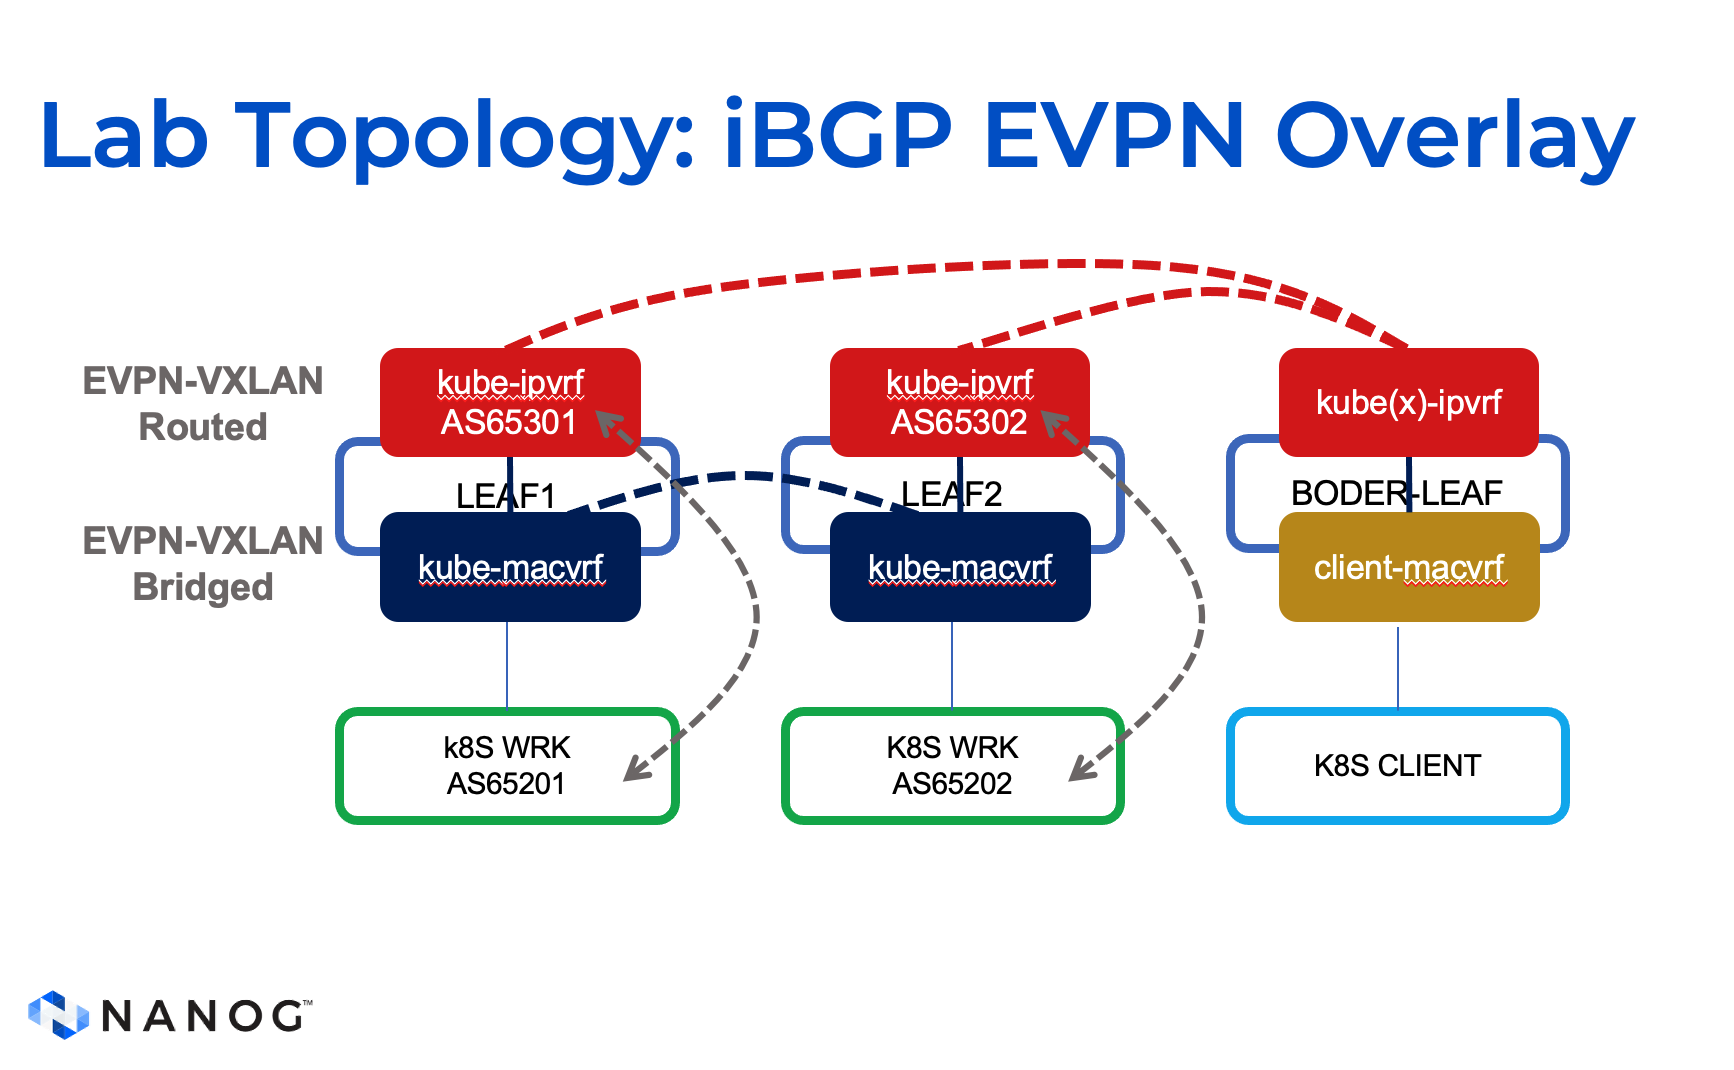 Lab Topology: iBGP EVPN Overlay
EVPN-VXLAN
Routed
kube-ipvrf
AS65301
kube-ipvrf
AS65302
kube(x)-ipvrf
LEAF1
LEAF2
BODER-LEAF
EVPN-VXLAN
Bridged
kube-macvrf
kube-macvrf
client-macvrf
k8S WRK
AS65201
K8S WRK
AS65202
K8S CLIENT
NANOG™